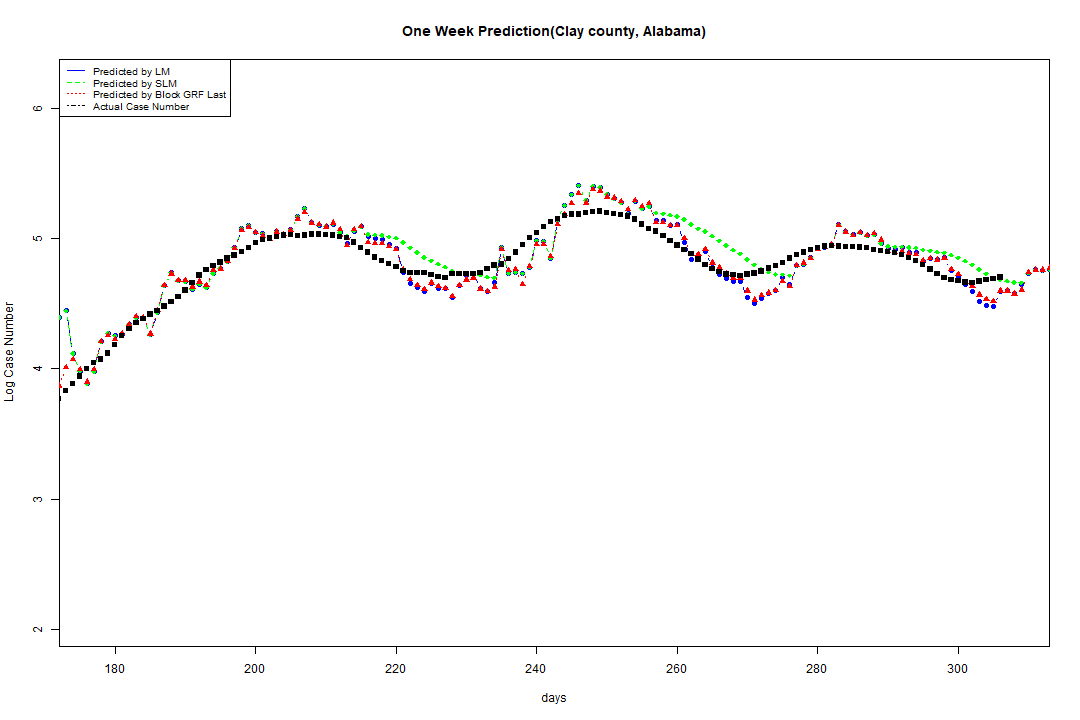 One Week Prediction(Clay county, Alabama)
Predicted by LM
Predicted by SLM
Predicted by Block GRF Last
Actual Case Number
6
5
4
3
2
Log Case Number
180 200 220 240 260 280 300
days